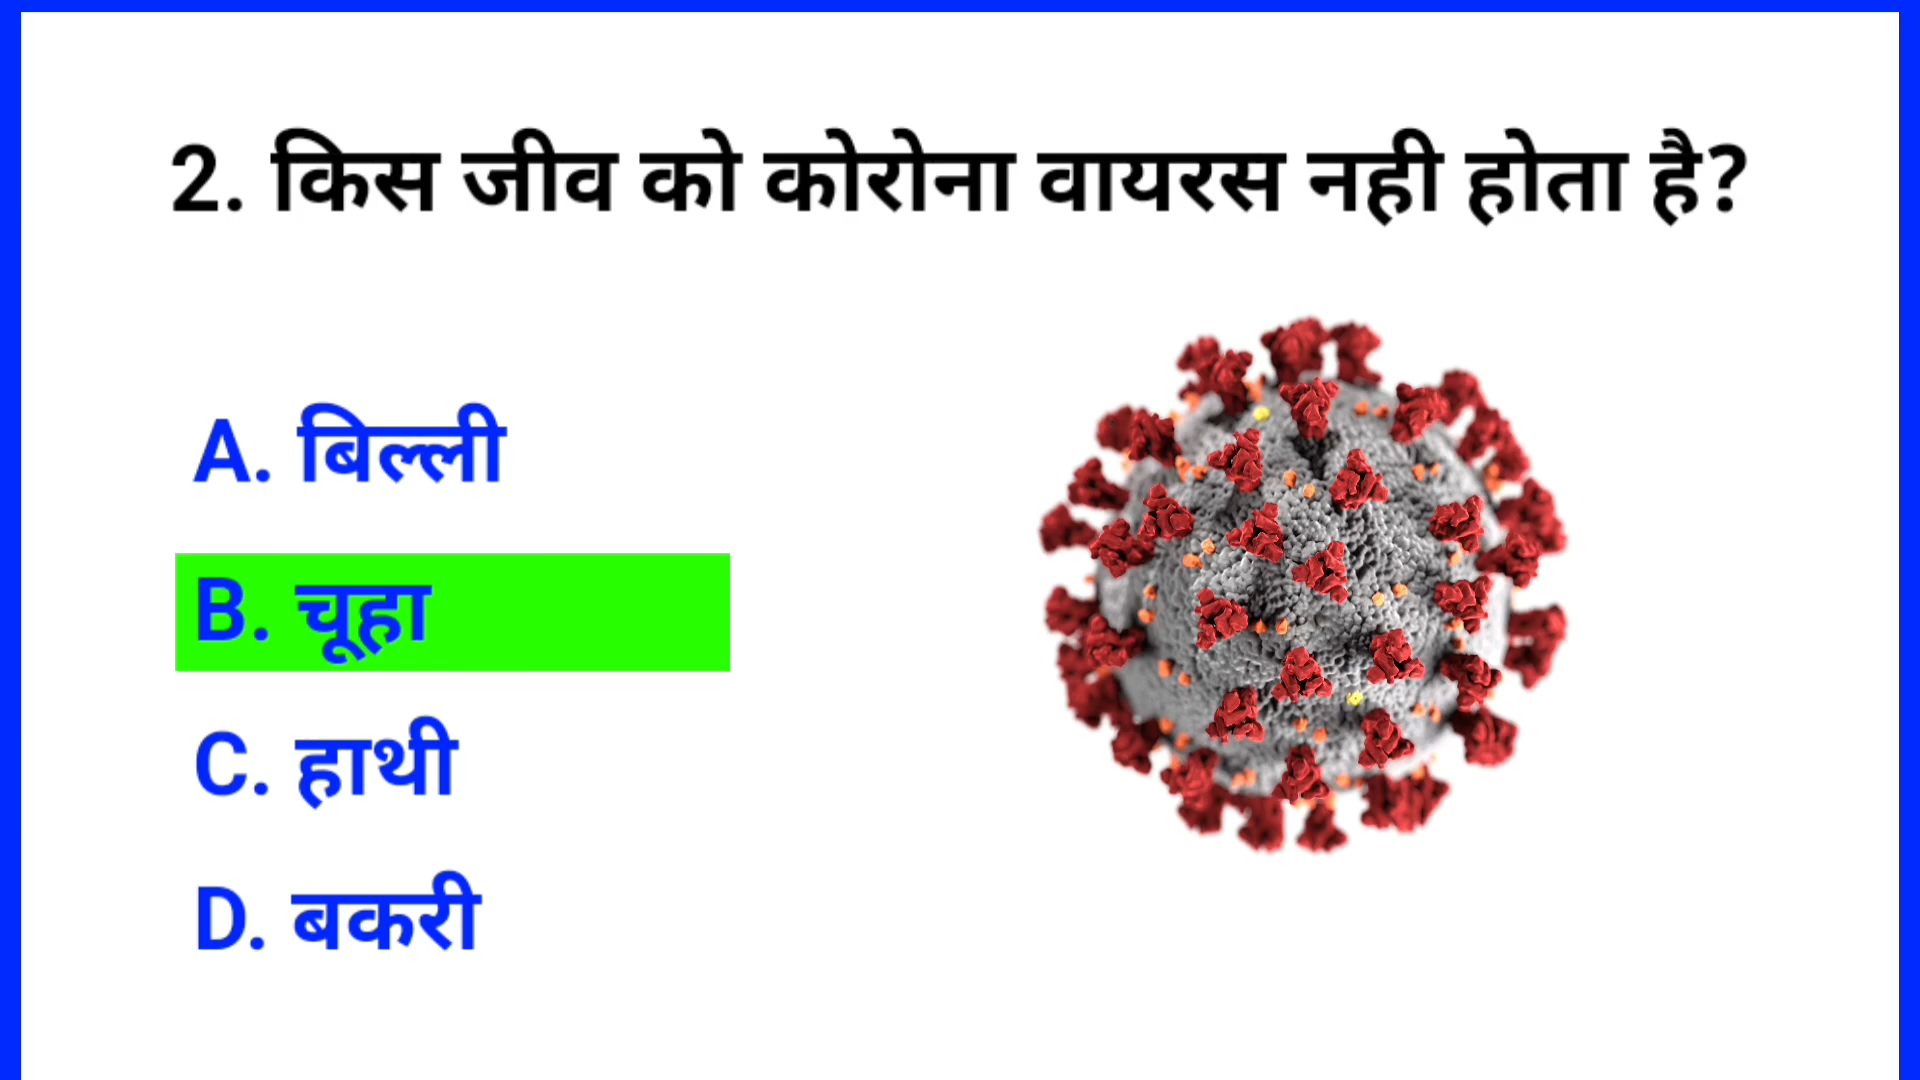 2. किस जीव को कोरोना वायरस नही होता है?
A. बिल्ली
B. चूहा
C. हाथी
D. बकरी